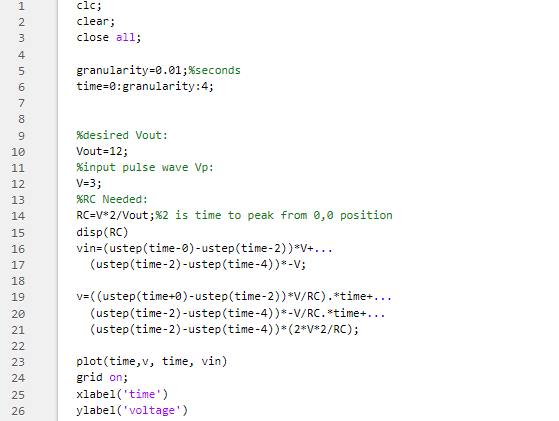 1 clc;
2 clear;
3 close all;
4
5 granularity=0.01;%seconds
6 time=0:granularity:4;
7
8
9 %desired Vout:
10 Vout=12;
11 %input pulse wave Vp:
12 V=3;
13 %RC Needed:
14 RC=V*2/Vout;%2 is time to peak from 0,0 position
15 disp(RC)
16 vin=(ustep(time-0)-ustep(time-2))*V+...
17 (ustep(time-2)-ustep(time-4))*-V;
18
19 v=((ustep(time+0)-ustep(time-2))*V/RC).*time+...
20 (ustep(time-2)-ustep(time-4))*-V/RC.*time+...
21 (ustep(time-2)-ustep(time-4))*(2*V*2/RC);
22
23 plot(time,v, time, vin)
24 grid on;
25 xlabel('time')
26 ylabel('voltage')